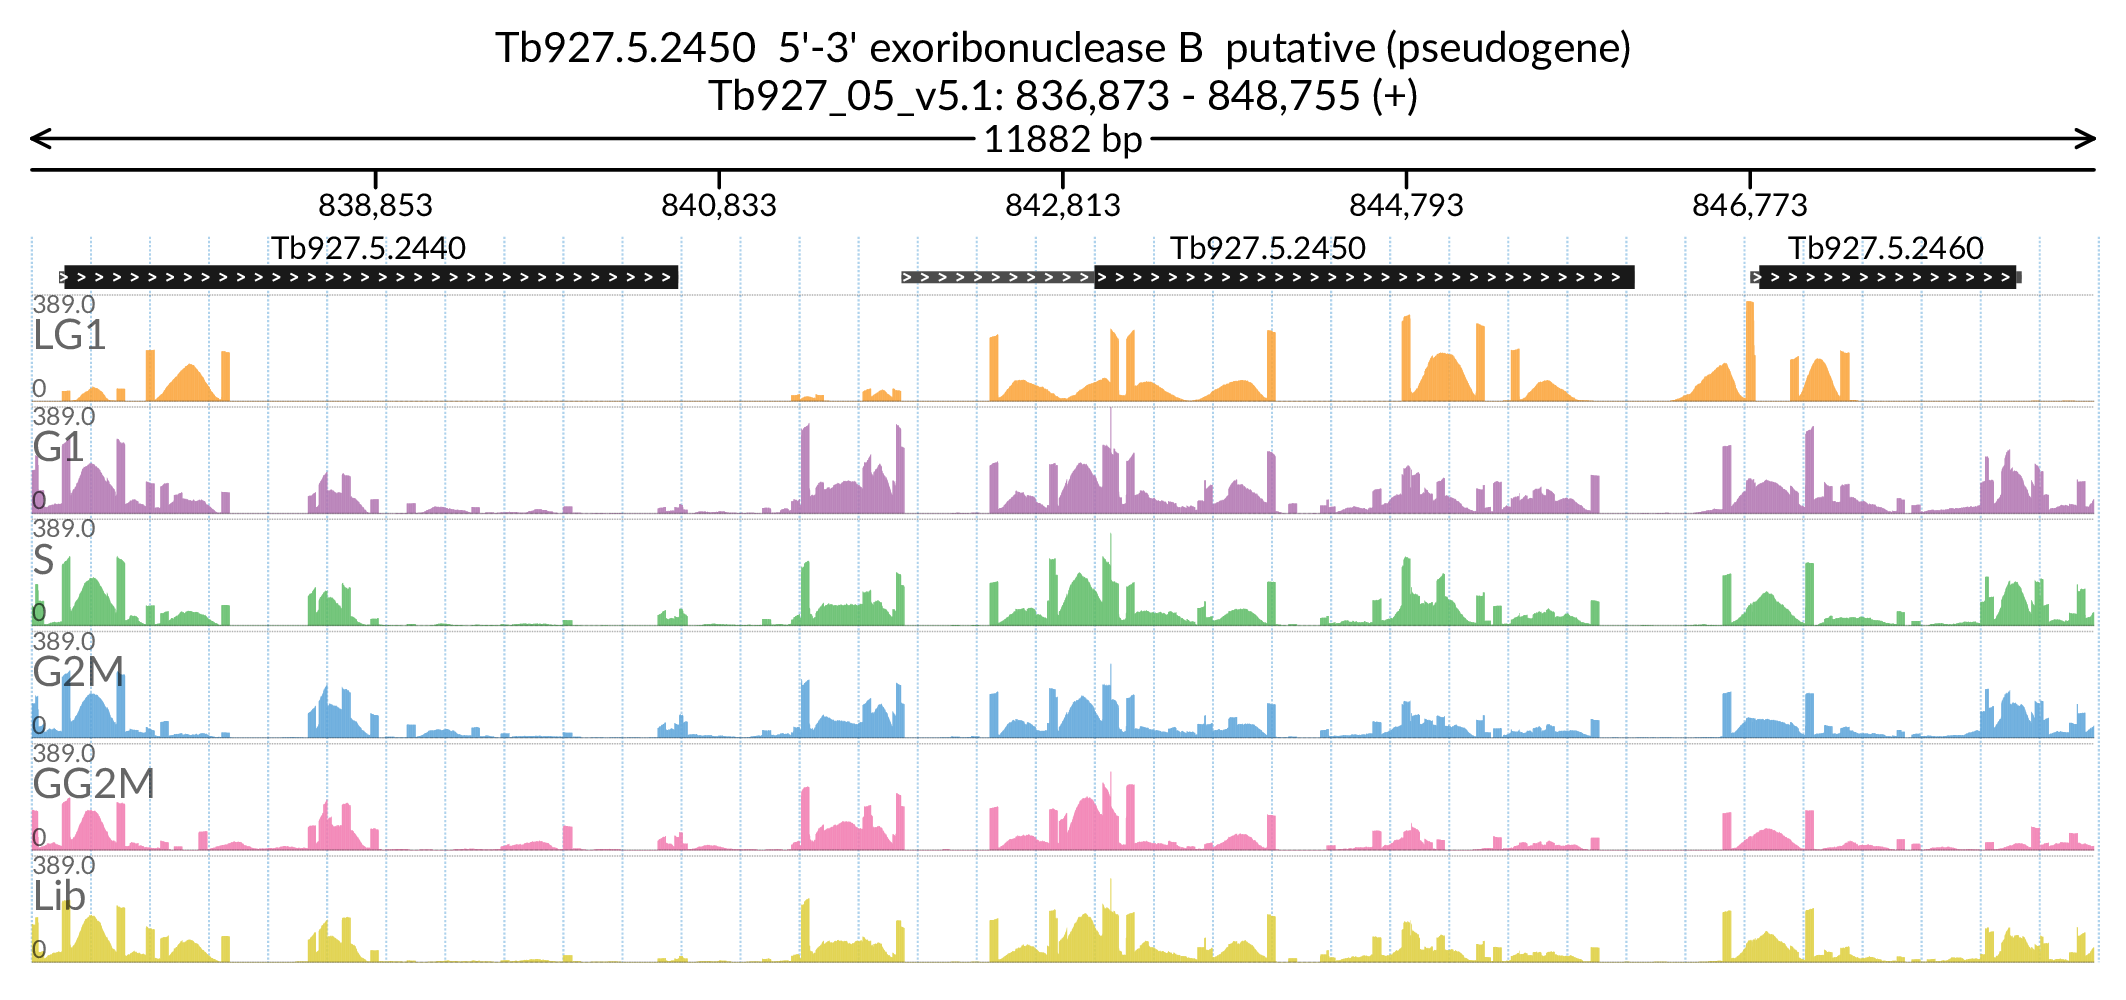 Tb927.5.2450  5'-3' exoribonuclease B  putative (pseudogene)
Tb927_05_v5.1: 836,873 - 848,755 (+)
11882 bp
838,853 840,833 842,813 844,793 846,773
Tb927.5.2440 Tb927.5.2450 Tb927.5.2460
389.0
LG1
0
389.0
G1
0
389.0
S
0
389.0
G2M
0
389.0
GG2M
0
389.0
Lib
0